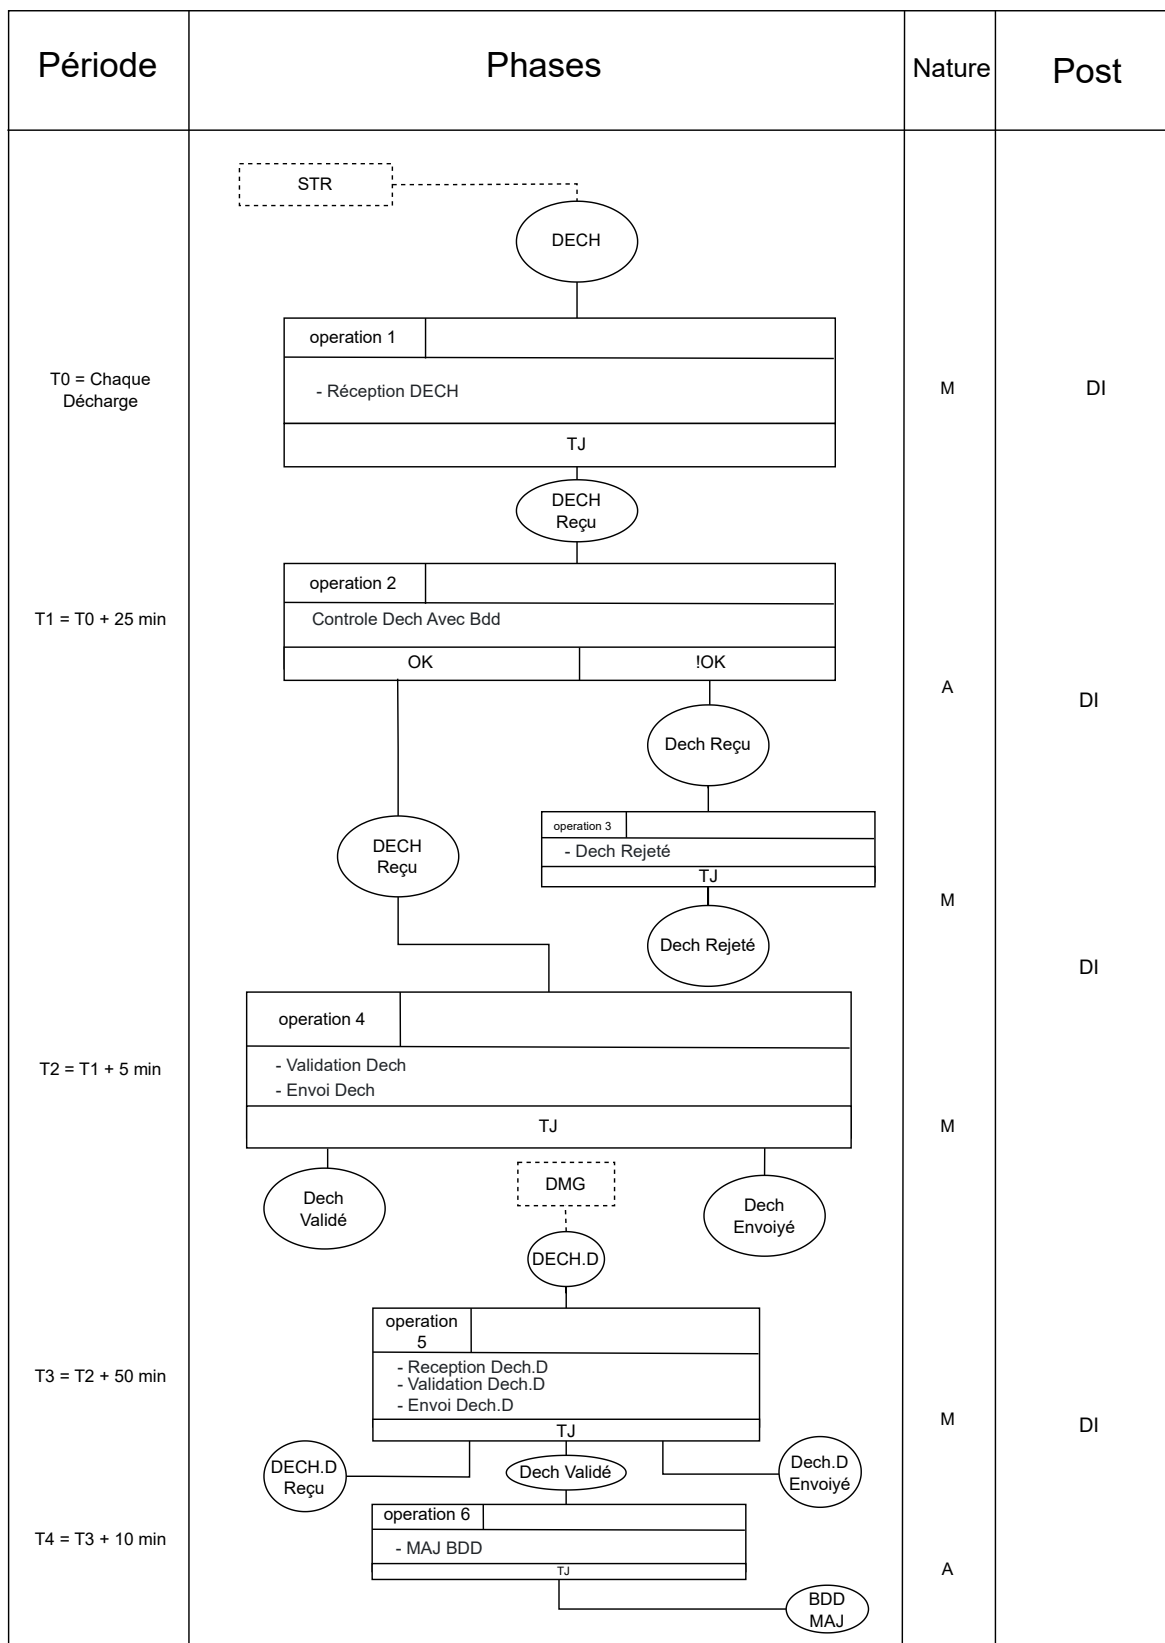 Période
Phases
Nature
Post
STR
DECH
operation 1
T0 = Chaque
Décharge
- Réception DECH
M
DI
TJ
DECH
Reçu
operation 2
T1 = T0 + 25 min
Controle Dech Avec Bdd
OK
!OK
A
DI
Dech Reçu
operation 3
DECH
Reçu
- Dech Rejeté
TJ
M
Dech Rejeté
DI
operation 4
T2 = T1 + 5 min
- Validation Dech
- Envoi Dech
TJ
M
Dech
Validé
DMG
Dech
Envoiyé
DECH.D
operation
5
T3 = T2 + 50 min
- Reception Dech.D
- Validation Dech.D
- Envoi Dech.D
TJ
M
DI
DECH.D
Reçu
Dech Validé
Dech.D
Envoiyé
operation 6
T4 = T3 + 10 min
- MAJ BDD
TJ
A
BDD
MAJ